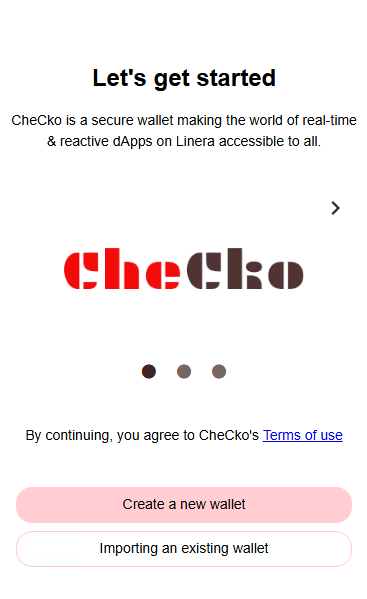 Let's get started
CheCko is a secure wallet making the world of real-time
& reactive dApps on Linera accessible to all.
CheCko
By continuing, you agree to CheCko's Terms of use
Create a new wallet
Importing an existing wallet